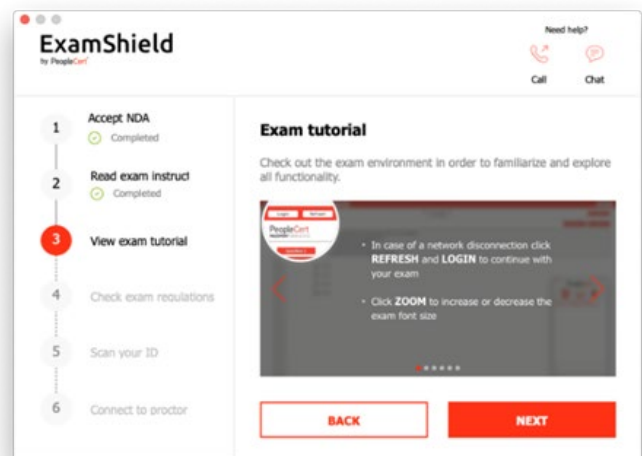 ExamShield
by PeopleCert
Need help?
Call
Chat
1
Accept NDA
Completed
2
Read exam instruct
Completed
3
View exam tutorial
4
Check exam regulations
5
Scan your ID
6
Connect to proctor
Exam tutorial
Check out the exam environment in order to familiarize and explore
all functionality.
Login
Refresh
PeopleCert
• In case of a network disconnection click
REFRESH and LOGIN to continue with
your exam
• Click ZOOM to increase or decrease the
exam font size
BACK
NEXT